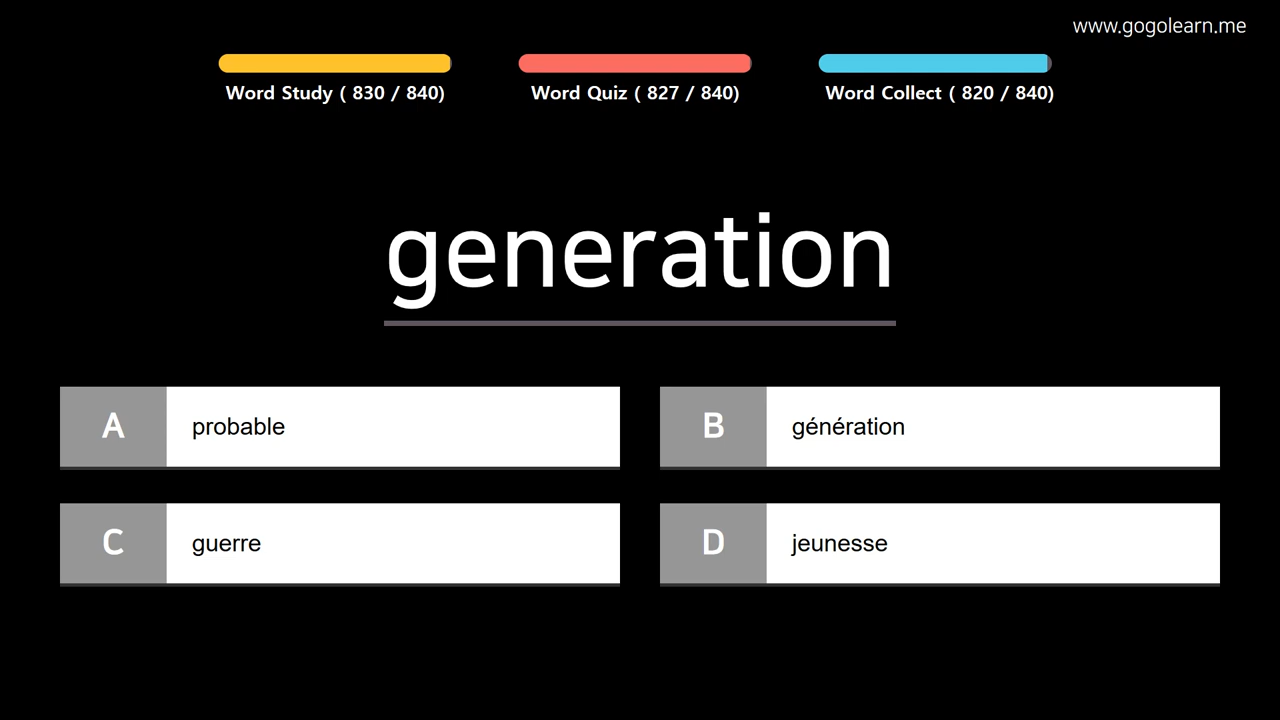 www.gogolearn.me
Word Study ( 830 / 840)
Word Quiz ( 827 / 840)
Word Collect ( 820 / 840)
generation
A probable
B génération
C guerre
D jeunesse